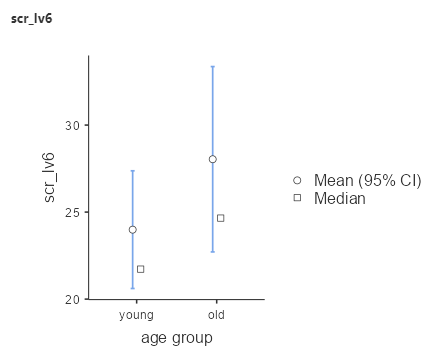 scr_lv6
30
25
20
scr_lv6
young
old
age group
Mean (95% CI)
Median